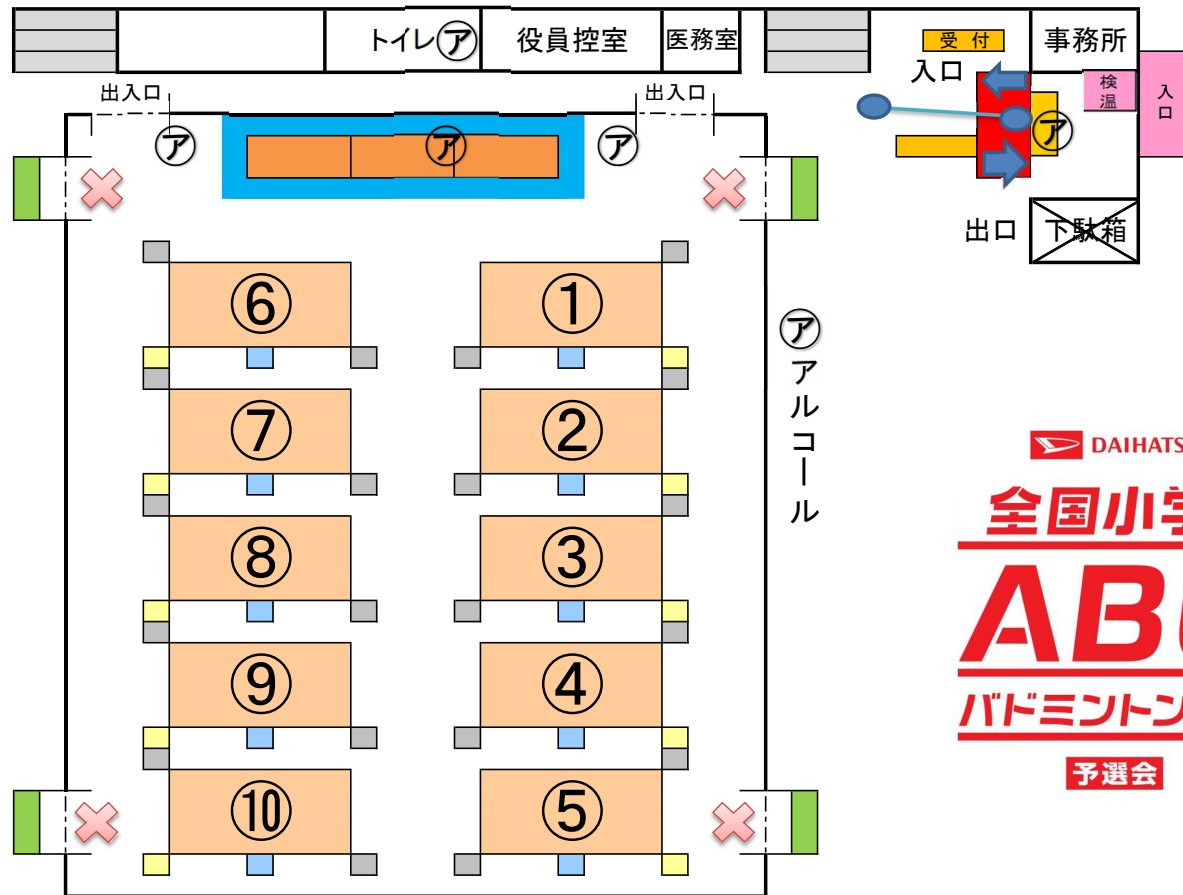 トイレ㋐
役員控室
医務室
受付
事務所
入口
検温
入口
出入口
出入口
㋐
㋐
㋐
㋐
出口
下駄箱
⑥
①
㋐アルコール
⑦
②
⑧
③
⑨
④
⑩
⑤
DAIHATS
全国小学
ABC
バドミントン
予選会